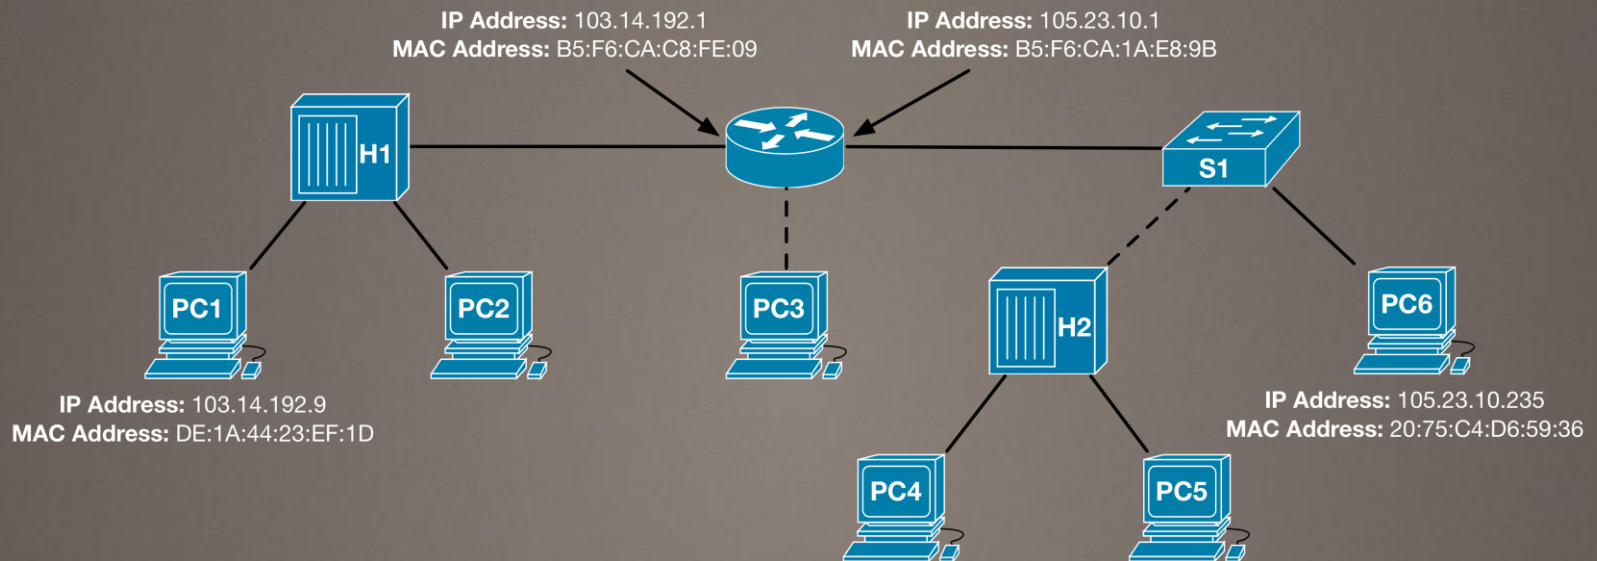 IP Address: 103.14.192.1
MAC Address: B5:F6:CA:C8:FE:09
IP Address: 105.23.10.1
MAC Address: B5:F6:CA:1A:E8:9B
H1
S1
PC1
PC2
PC3
H2
PC6
IP Address: 103.14.192.9
MAC Address: DE:1A:44:23:EF:1D
IP Address: 105.23.10.235
MAC Address: 20:75:C4:D6:59:36
PC4
PC5